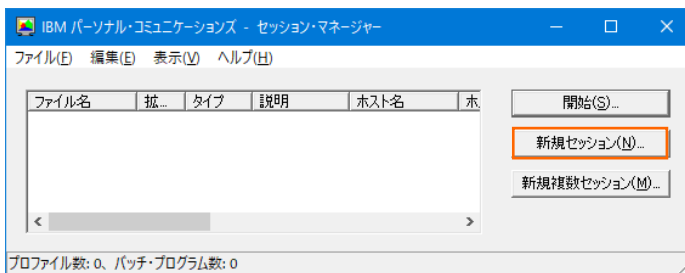 IBM パーソナル・コミュニケーションズ - セッション・マネージャー
ファイル(F) 編集(E) 表示(V) ヘルプ(H)
ファイル名 拡... タイプ 説明 ホスト名 ホ
開始(S)...
新規セッション(N)...
新規複数セッション(M)...
プロファイル数: 0、バッチ・プログラム数: 0